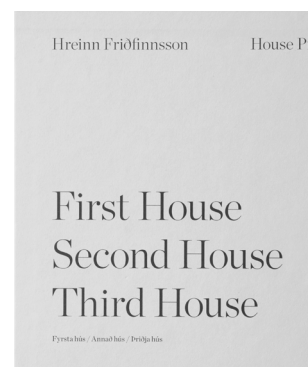 Hreinn Friðfinnsson House P
First House
Second House
Third House
Fyrsta hús / Annað hús / Þriðja hús